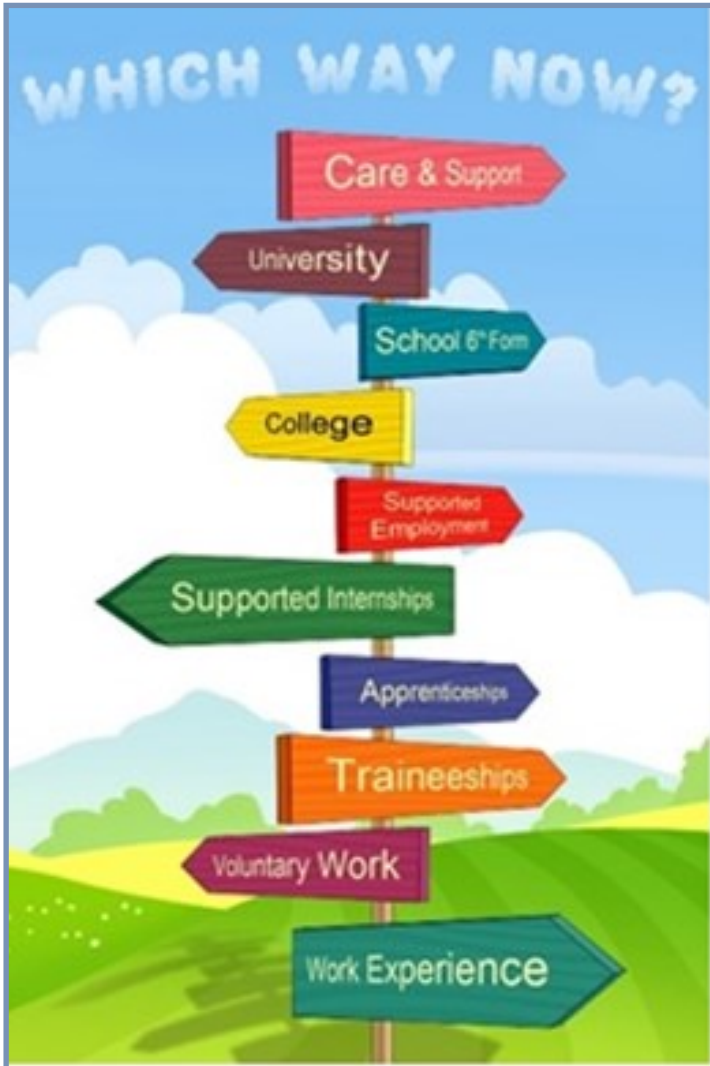 WHICH WAY NOW?
Care & Support
University
School 6th Form
College
Supported
Employment
Supported Internships
Apprenticeships
Traineeships
Voluntary Work
Work Experience